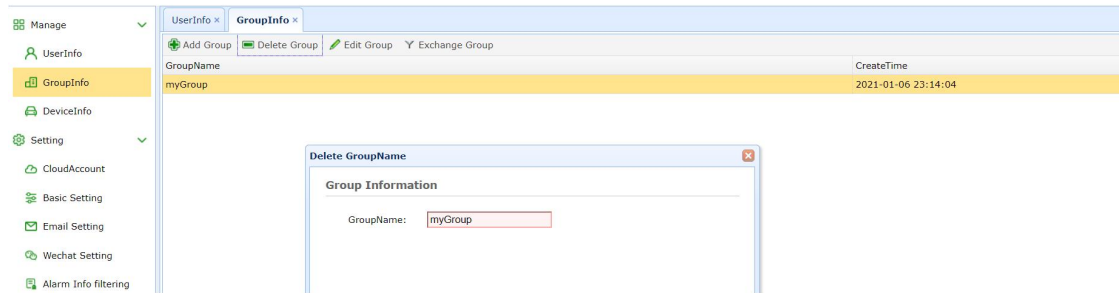 Manage
UserInfo
GroupInfo
DeviceInfo
Setting
CloudAccount
Basic Setting
Email Setting
Wechat Setting
Alarm Info filtering
UserInfo × GroupInfo ×
Add Group Delete Group Edit Group Exchange Group
GroupName CreateTime
myGroup 2021-01-06 23:14:04
Delete GroupName
Group Information
GroupName: myGroup